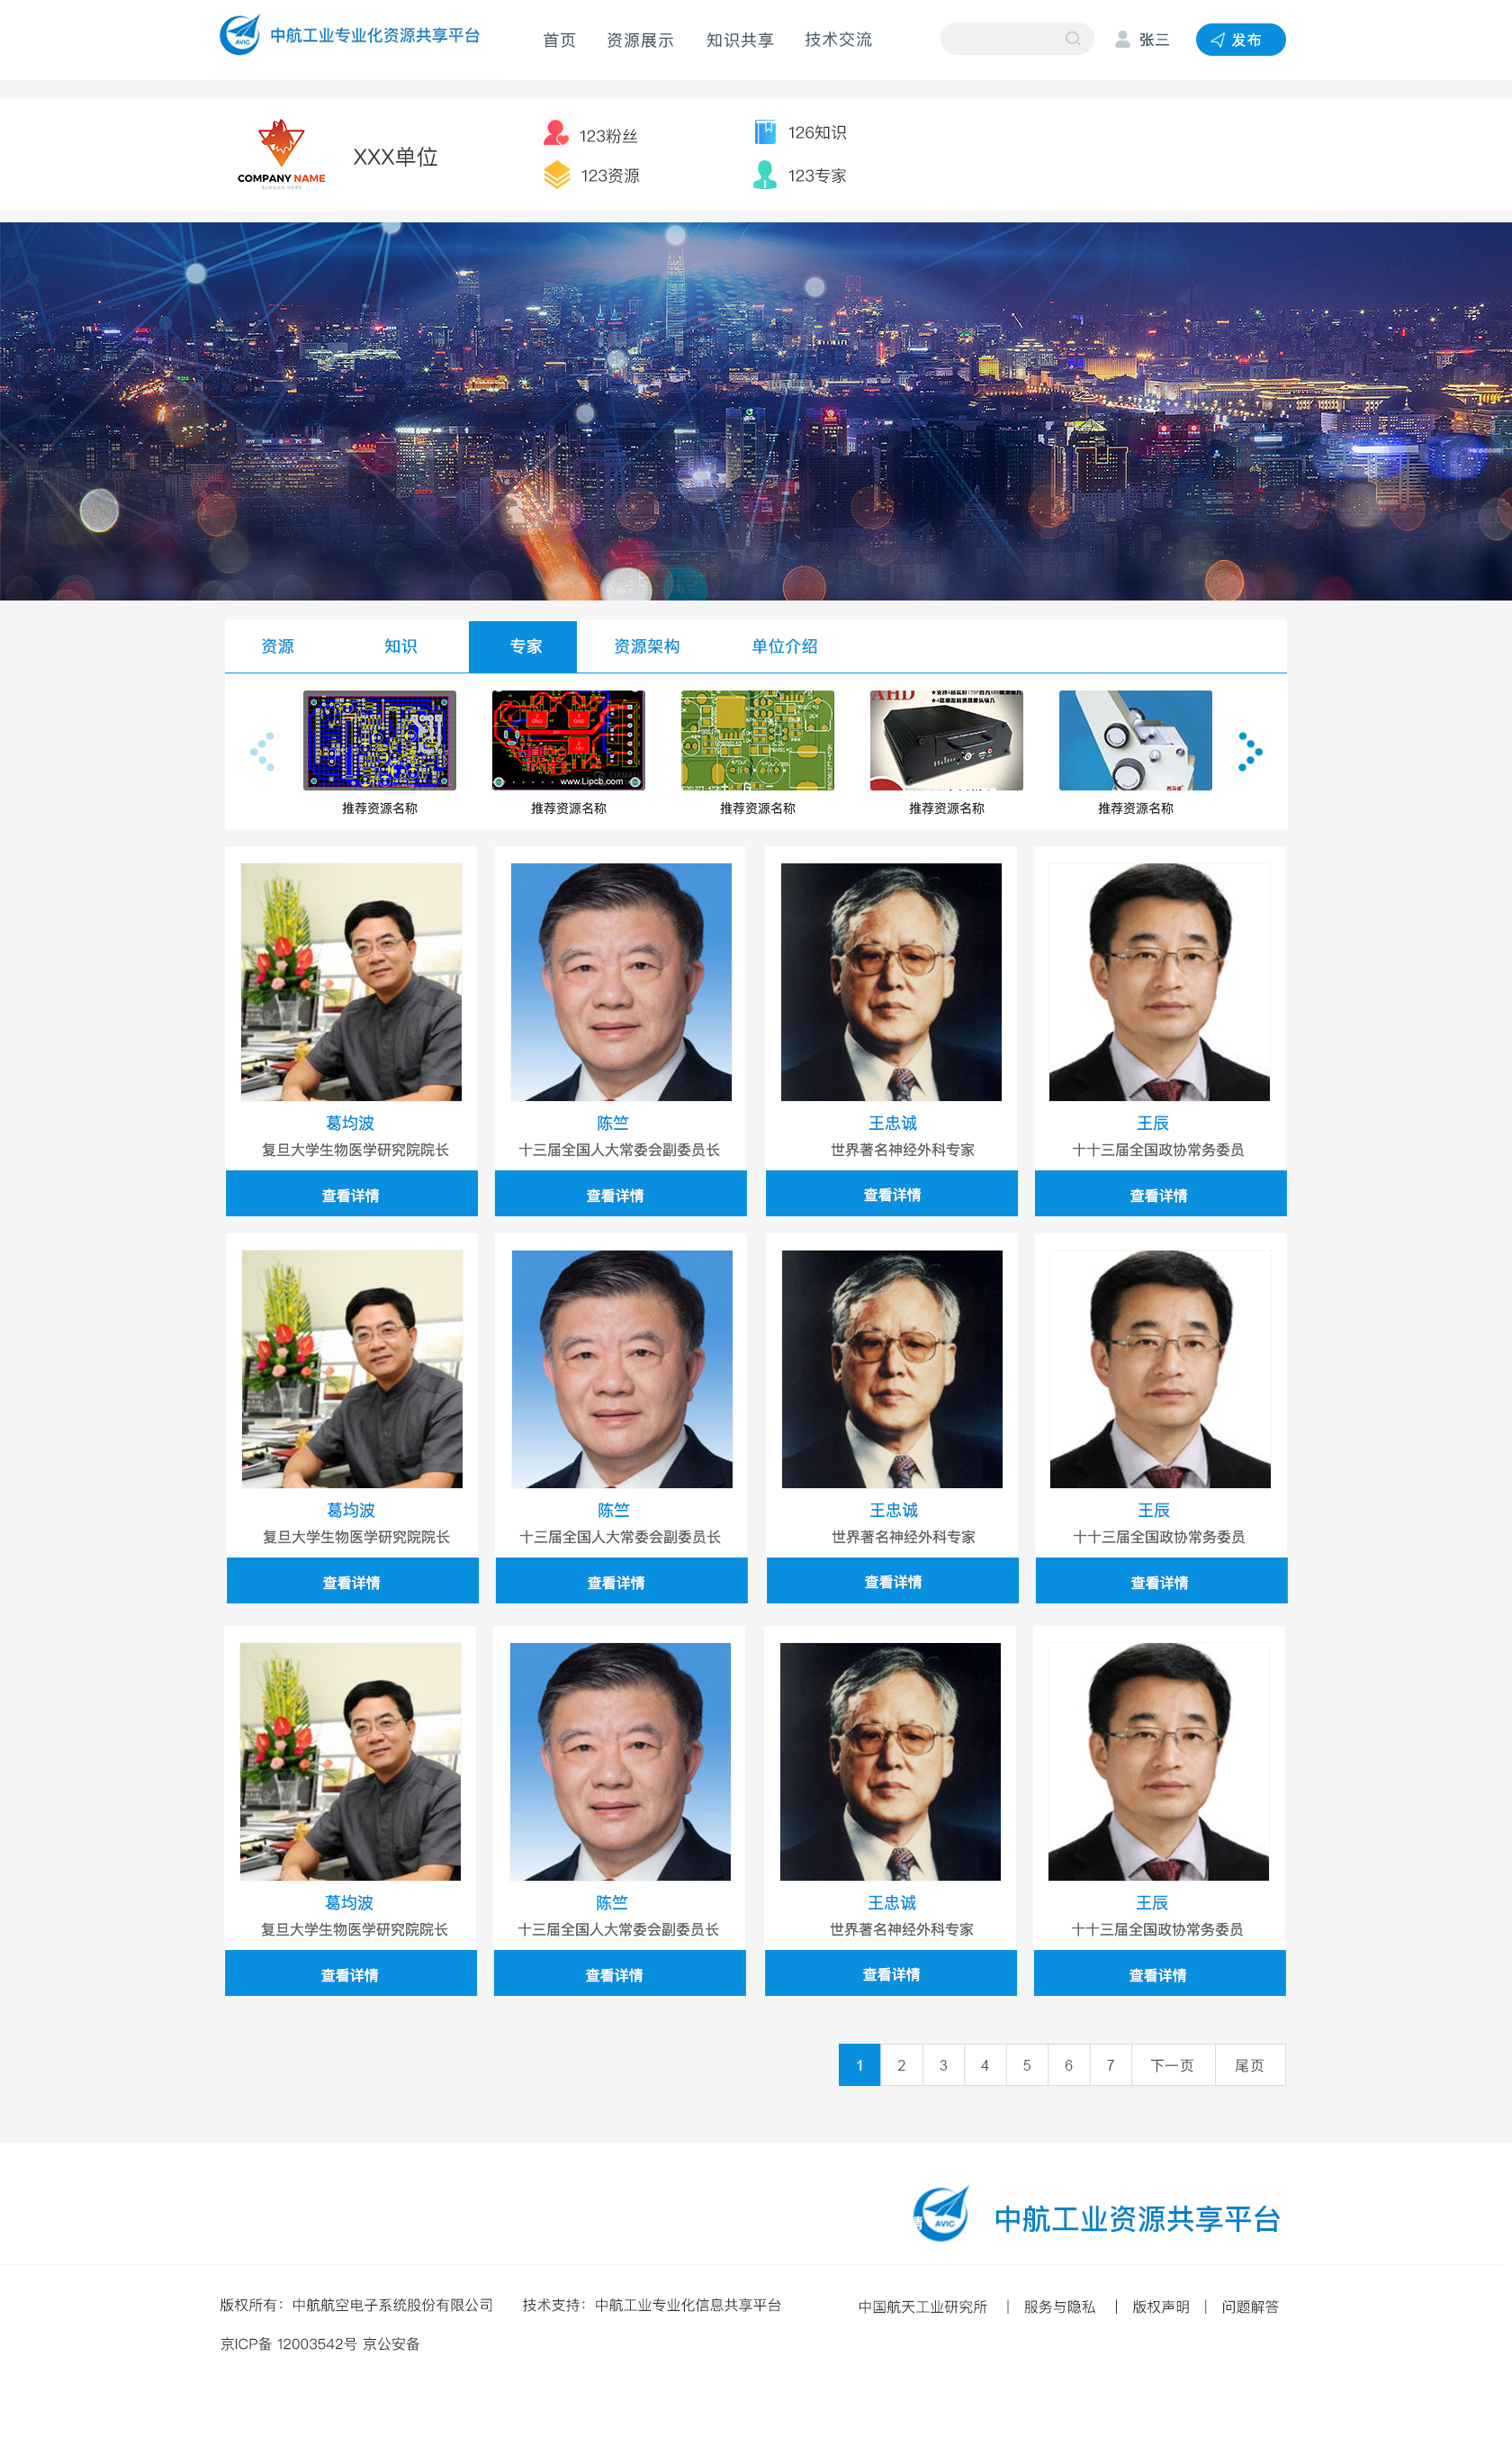 AVIC 中航工业专业化资源共享平台 首页 资源展示 知识共享 技术交流 张三 发布
COMPANY NAME
SLOGAN HERE
XXX单位
123粉丝 126知识
123资源 123专家
资源 知识 专家 资源架构 单位介绍
AHD
www.Lipcb.com
推荐资源名称 推荐资源名称 推荐资源名称 推荐资源名称 推荐资源名称
葛均波 陈竺 王忠诚 王辰
复旦大学生物医学研究院院长 十三届全国人大常委会副委员长 世界著名神经外科专家 十十三届全国政协常务委员
查看详情 查看详情 查看详情 查看详情
葛均波 陈竺 王忠诚 王辰
复旦大学生物医学研究院院长 十三届全国人大常委会副委员长 世界著名神经外科专家 十十三届全国政协常务委员
查看详情 查看详情 查看详情 查看详情
葛均波 陈竺 王忠诚 王辰
复旦大学生物医学研究院院长 十三届全国人大常委会副委员长 世界著名神经外科专家 十十三届全国政协常务委员
查看详情 查看详情 查看详情 查看详情
1 2 3 4 5 6 7 下一页 尾页
AVIC 中航工业资源共享平台
版权所有：中航航空电子系统股份有限公司 技术支持：中航工业专业化信息共享平台 中国航天工业研究所 | 服务与隐私 | 版权声明 | 问题解答
京ICP备 12003542号 京公安备